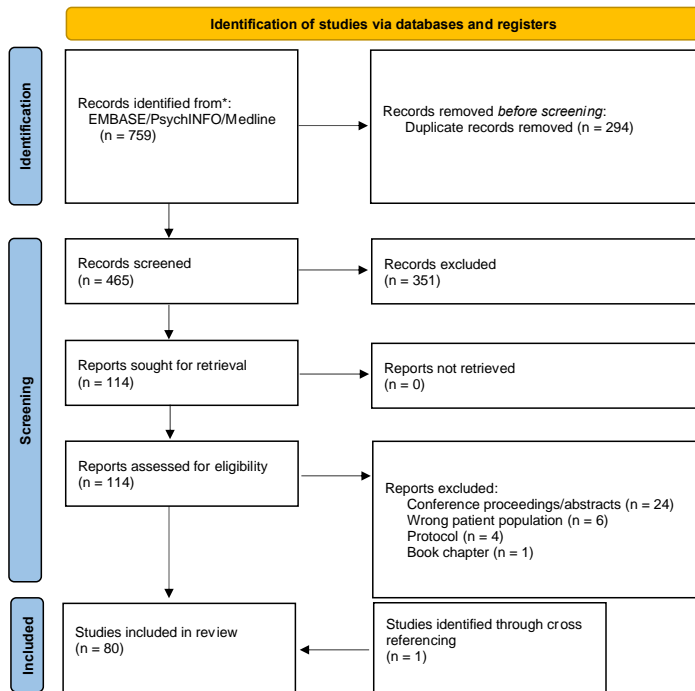 Identification of studies via databases and registers
Identification
Records identified from*:
EMBASE/PsychINFO/Medline
(n = 759)
Records removed before screening:
Duplicate records removed (n = 294)
Screening
Records screened
(n = 465)
Records excluded
(n = 351)
Reports sought for retrieval
(n = 114)
Reports not retrieved
(n = 0)
Reports assessed for eligibility
(n = 114)
Reports excluded:
Conference proceedings/abstracts (n = 24)
Wrong patient population (n = 6)
Protocol (n = 4)
Book chapter (n = 1)
Included
Studies included in review
(n = 80)
Studies identified through cross
referencing
(n = 1)